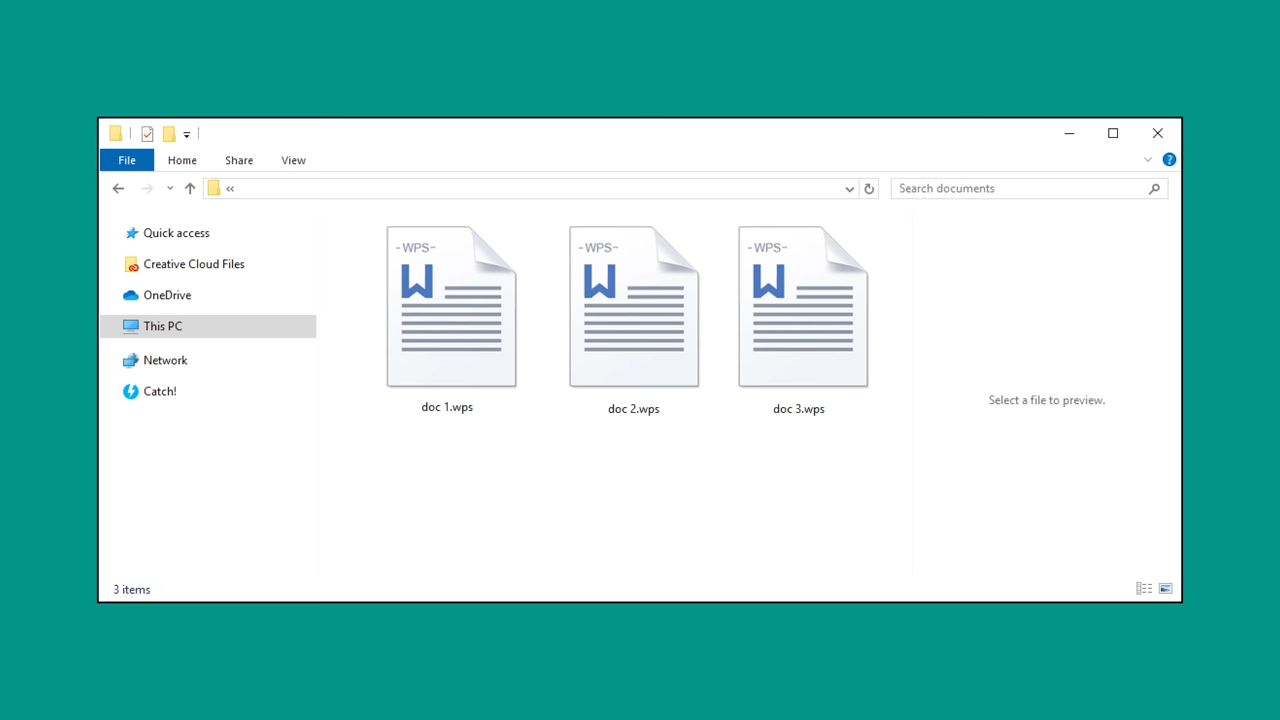 File Home Share View
?
«
Search documents
Quick access
Creative Cloud Files
OneDrive
This PC
Network
Catch!
-WPS- -WPS- -WPS-
W W W
doc 1.wps doc 2.wps doc 3.wps
Select a file to preview.
3 items